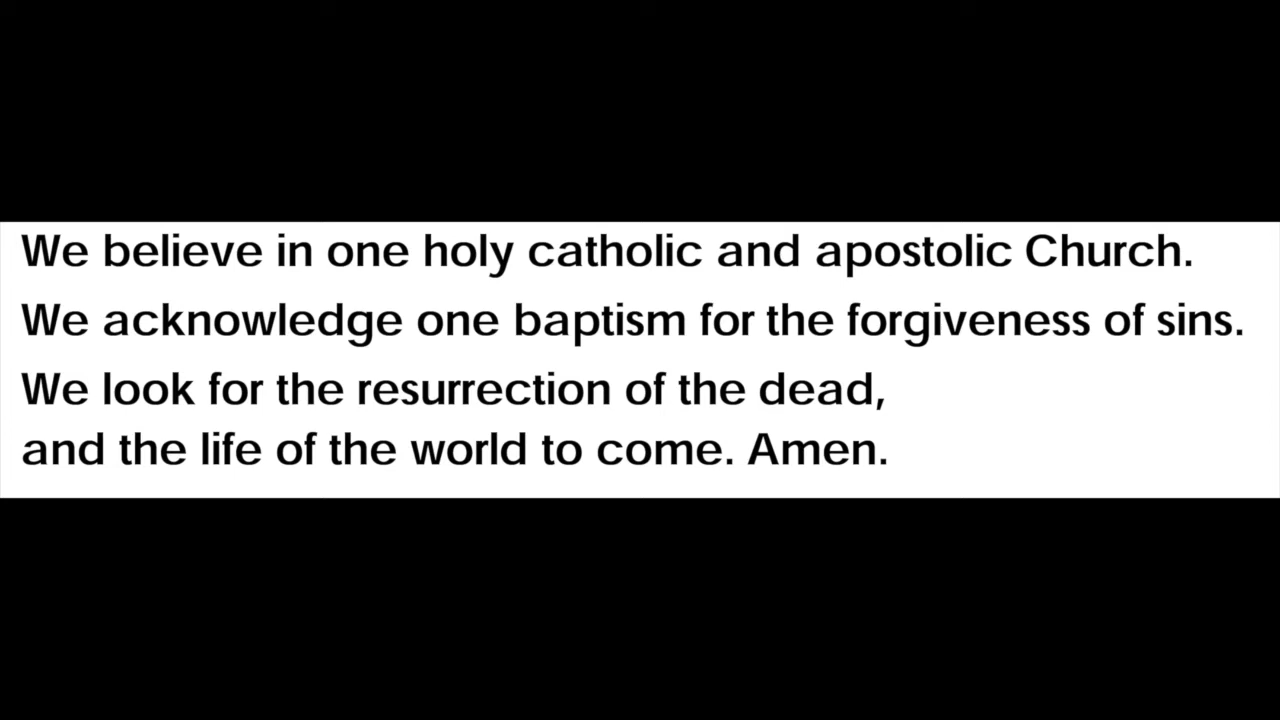 We believe in one holy catholic and apostolic Church.
We acknowledge one baptism for the forgiveness of sins.
We look for the resurrection of the dead,
and the life of the world to come. Amen.